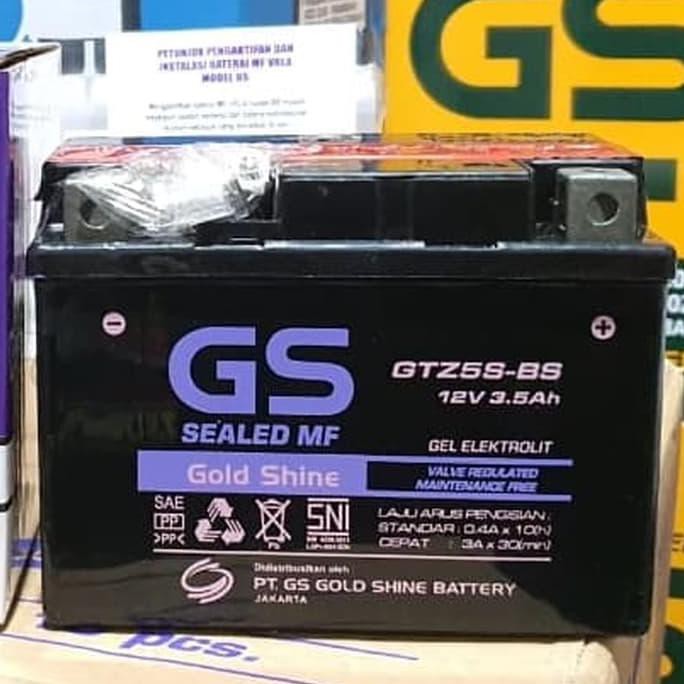 PETUNJUK PENGAKTIFAN DAN
INSTALASI BATERAI MF VRLA
MODEL BS
GS
GS
GTZ5S-BS
12V 3.5Ah
SEALED MF
GEL ELEKTROLIT
Gold Shine
VALVE REGULATED
MAINTENANCE FREE
SAE
PP
>PP<
Pb
SNI
LAJU ARUS PENGISIAN :
STANDAR : 0.4A x 10(h)
CEPAT : 3A x 30(min)
Didistribusikan oleh
PT. GS GOLD SHINE BATTERY
JAKARTA
pcs.